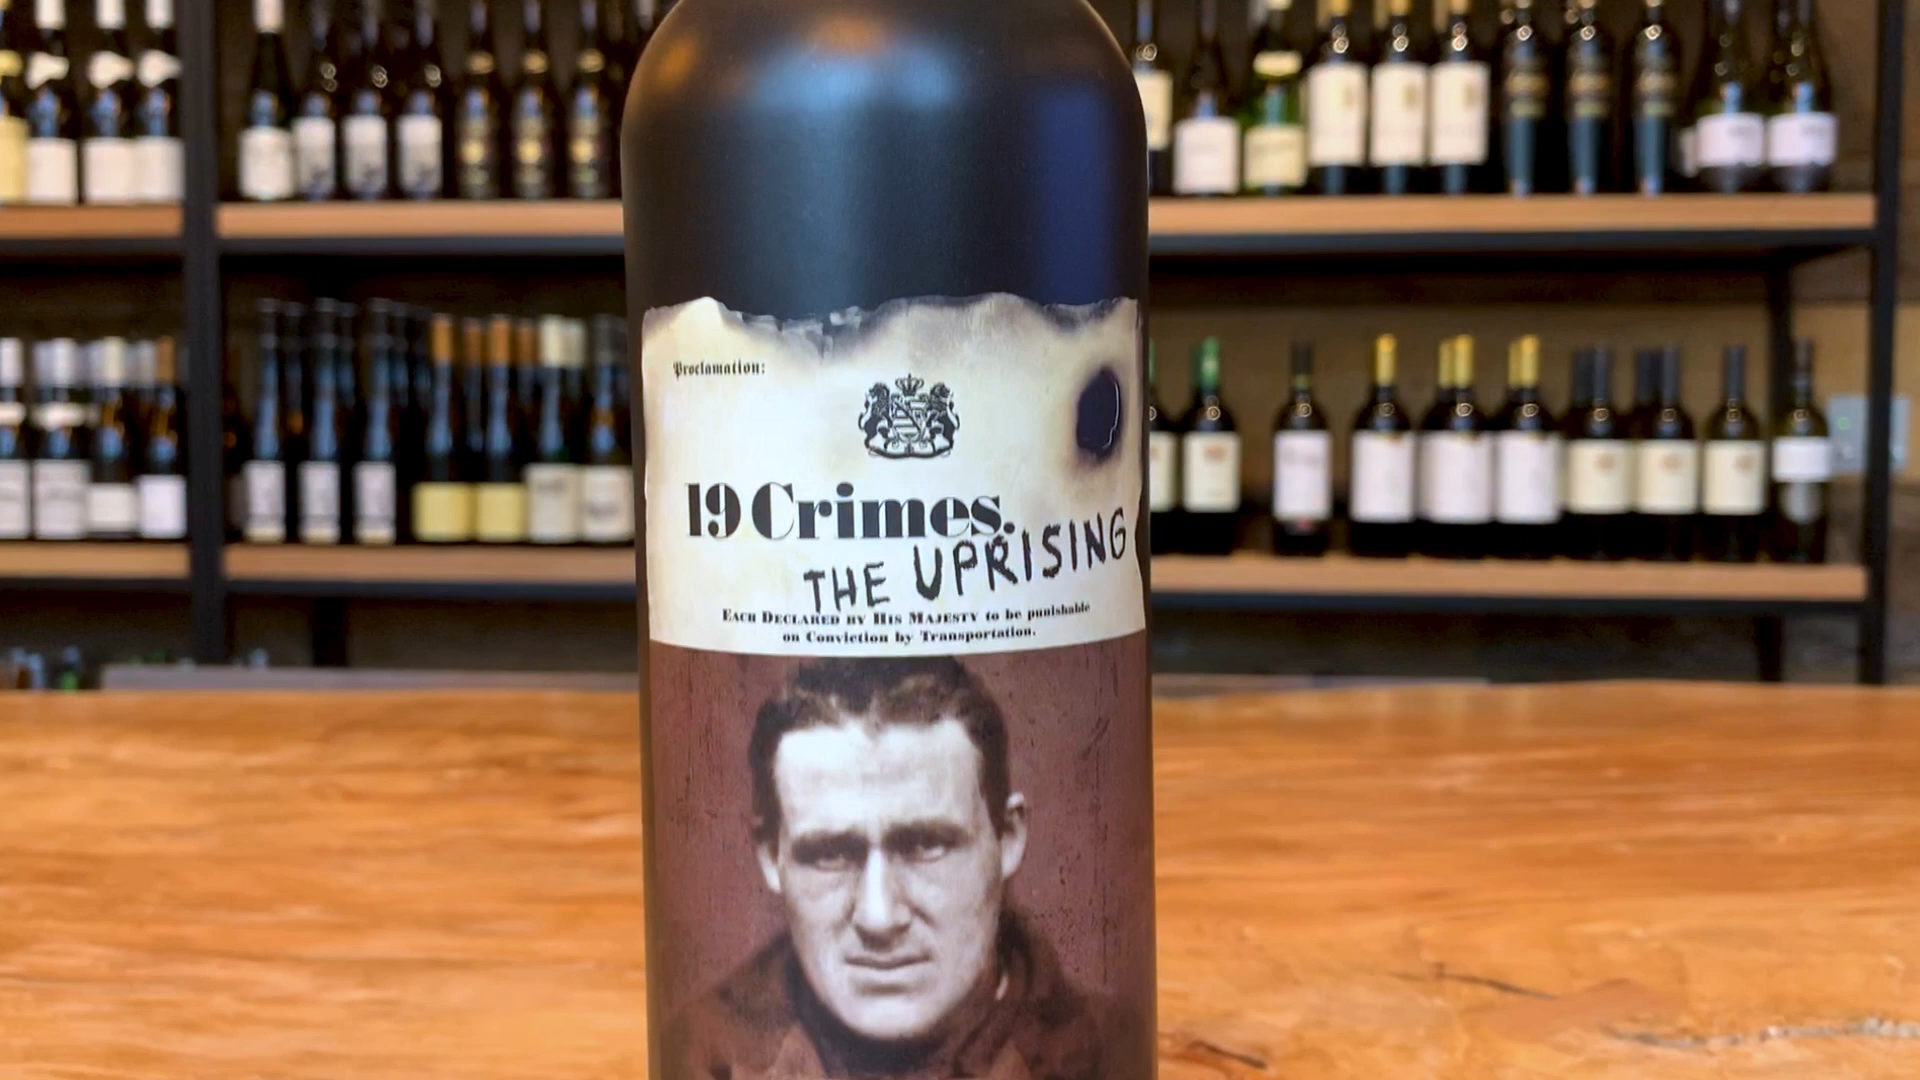 Proclamation:
19 Crimes.
THE UPRISING
EACH DECLARED BY HIS MAJESTY to be punishable
on Conviction by Transportation.